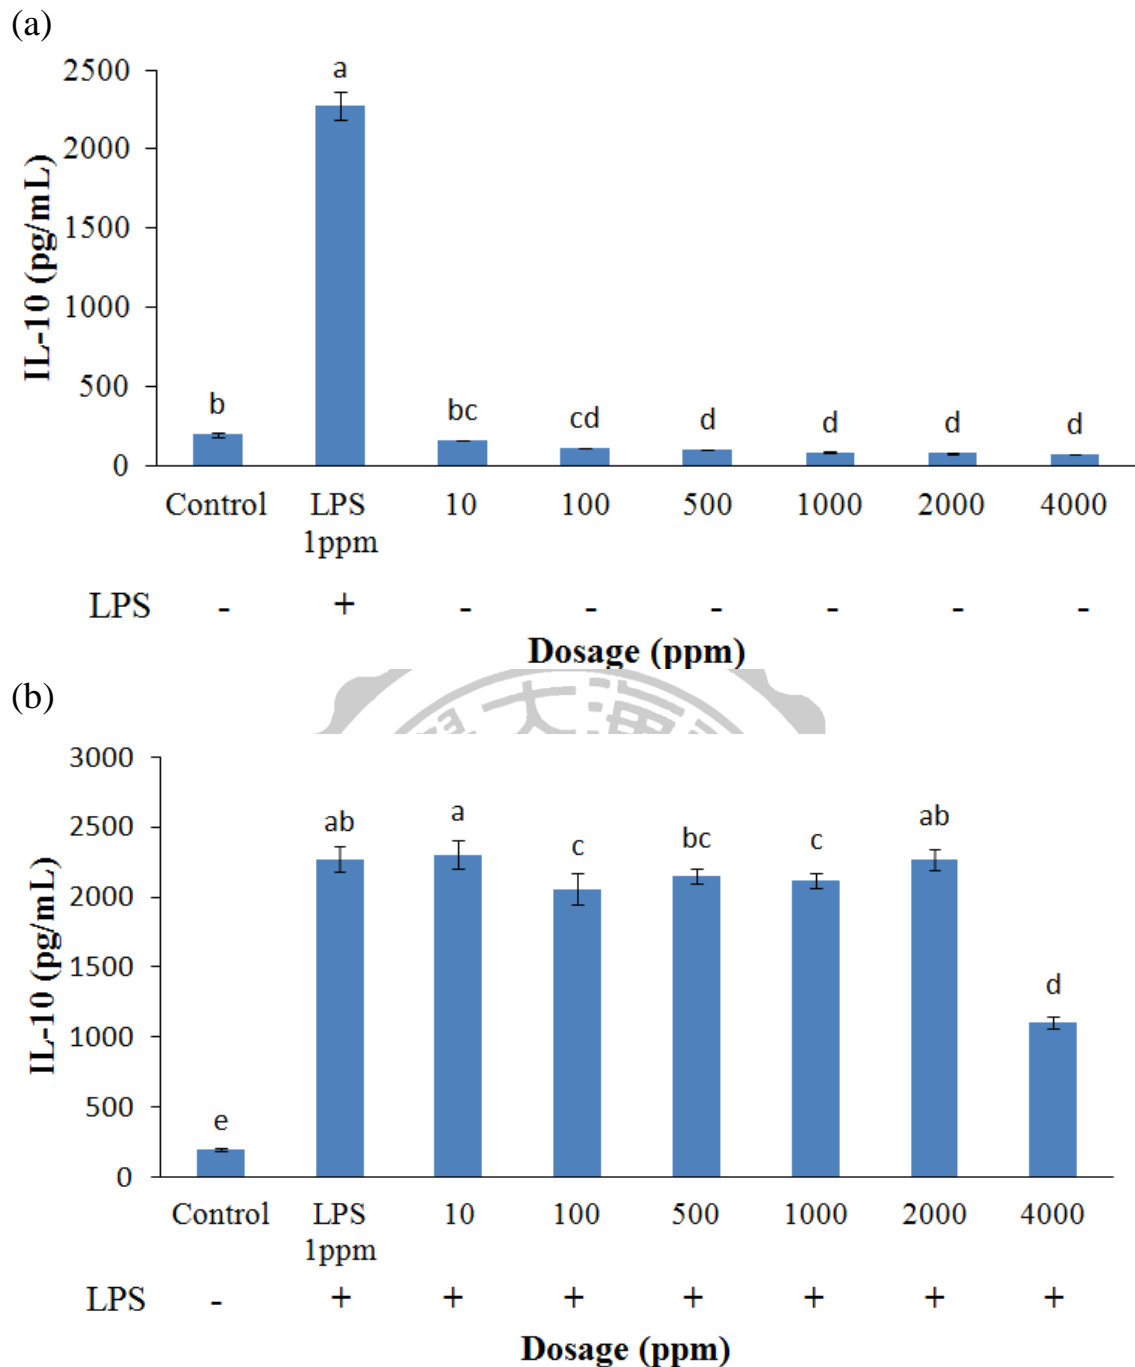 (a)
2500
2000
1500
1000
500
0
IL-10 (pg/mL)
a
b
bc
cd
d
d
d
d
Control LPS 10 100 500 1000 2000 4000
1ppm
LPS - + - - - - - -
Dosage (ppm)
(b)
大海
3000
2500
2000
1500
1000
500
0
IL-10 (pg/mL)
e
ab
a
c
bc
c
ab
d
Control LPS 10 100 500 1000 2000 4000
1ppm
LPS - + + + + + + +
Dosage (ppm)